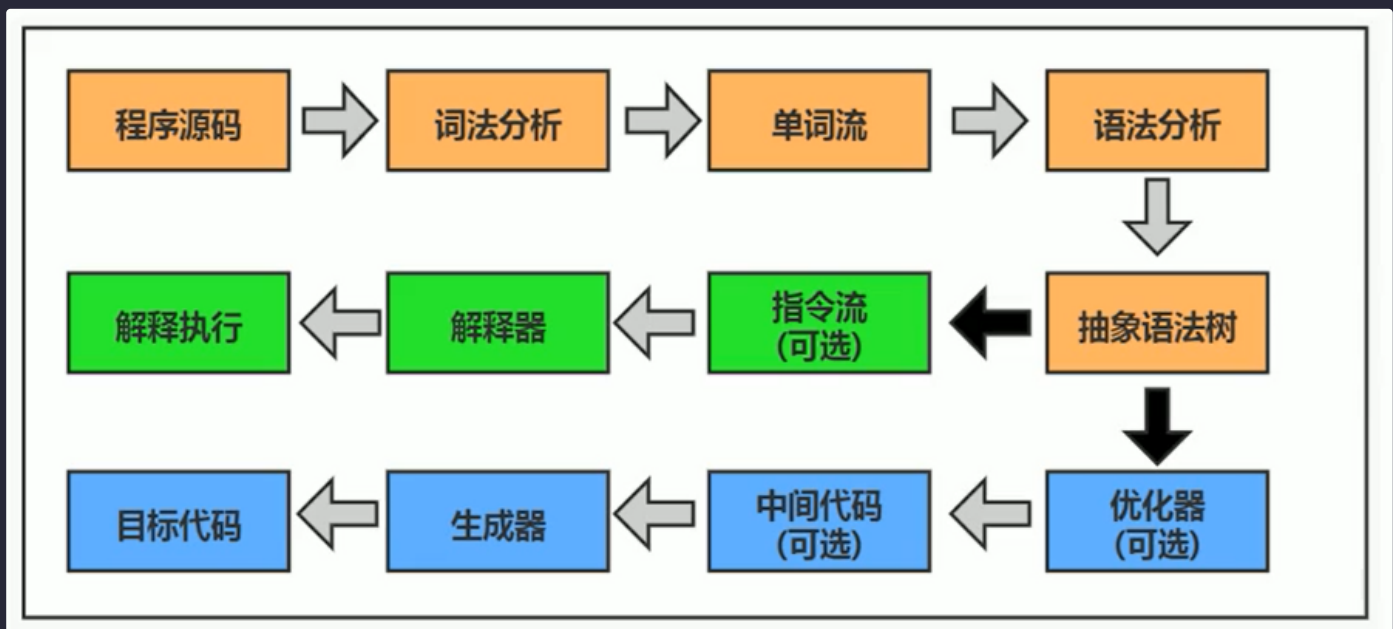 程序源码
词法分析
单词流
语法分析
解释执行
解释器
指令流
(可选)
抽象语法树
目标代码
生成器
中间代码
(可选)
优化器
(可选)